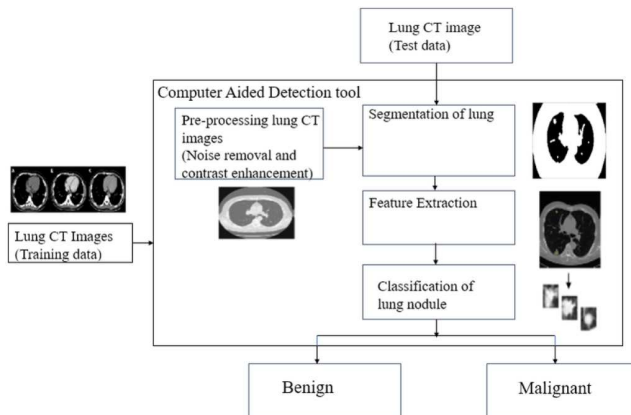 Lung CT image
(Test data)
Computer Aided Detection tool
Pre-processing lung CT
images
(Noise removal and
contrast enhancement)
Segmentation of lung
Lung CT Images
(Training data)
Feature Extraction
Classification of
lung nodule
Benign
Malignant